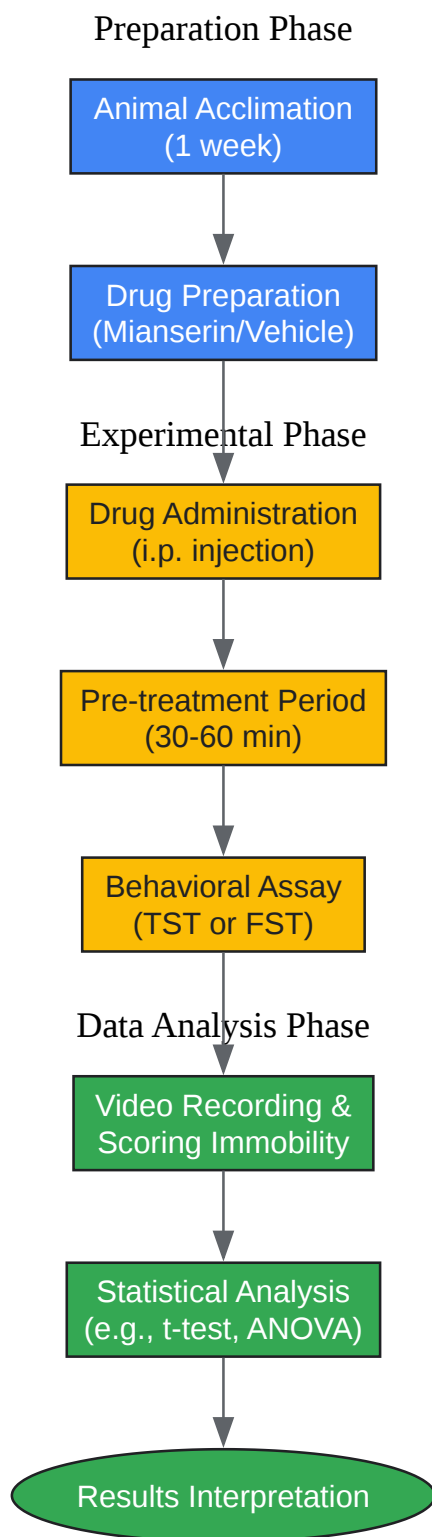 Preparation Phase
Animal Acclimation
(1 week)
Drug Preparation
(Mianserin/Vehicle)
Experimental Phase
Drug Administration
(i.p. injection)
Pre-treatment Period
(30-60 min)
Behavioral Assay
(TST or FST)
Data Analysis Phase
Video Recording &
Scoring Immobility
Statistical Analysis
(e.g., t-test, ANOVA)
Results Interpretation